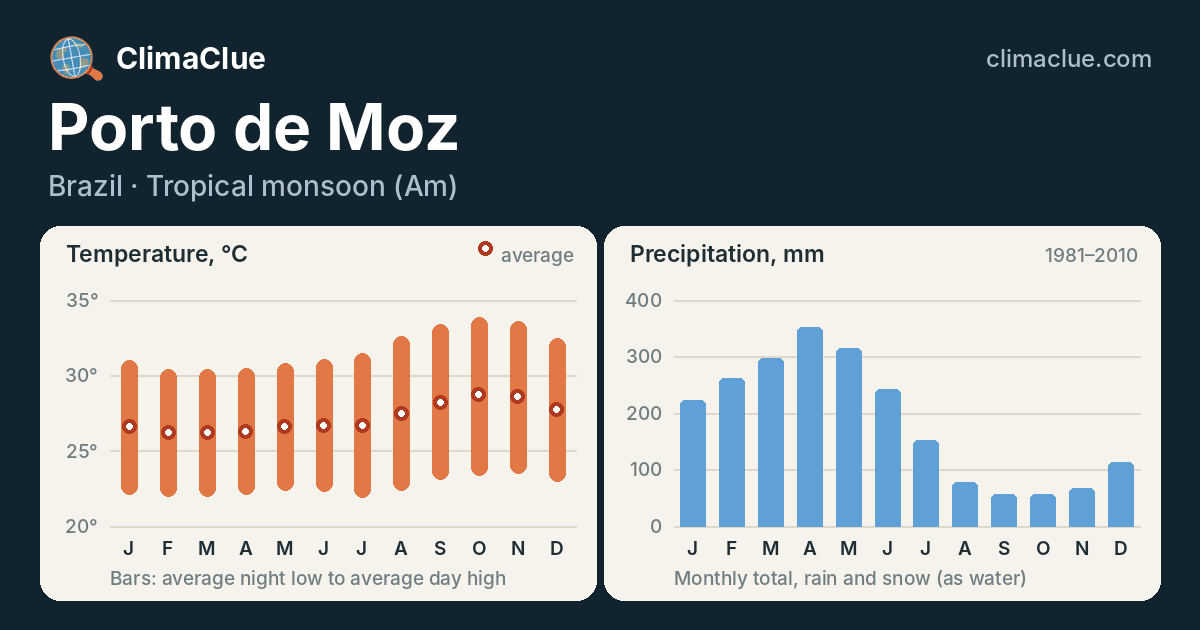 ClimaClue
climaclue.com
Porto de Moz
Brazil · Tropical monsoon (Am)
Temperature, °C
average
35°
30°
25°
20°
J F M A M J J A S O N D
Bars: average night low to average day high
Precipitation, mm
1981–2010
400
300
200
100
0
J F M A M J J A S O N D
Monthly total, rain and snow (as water)